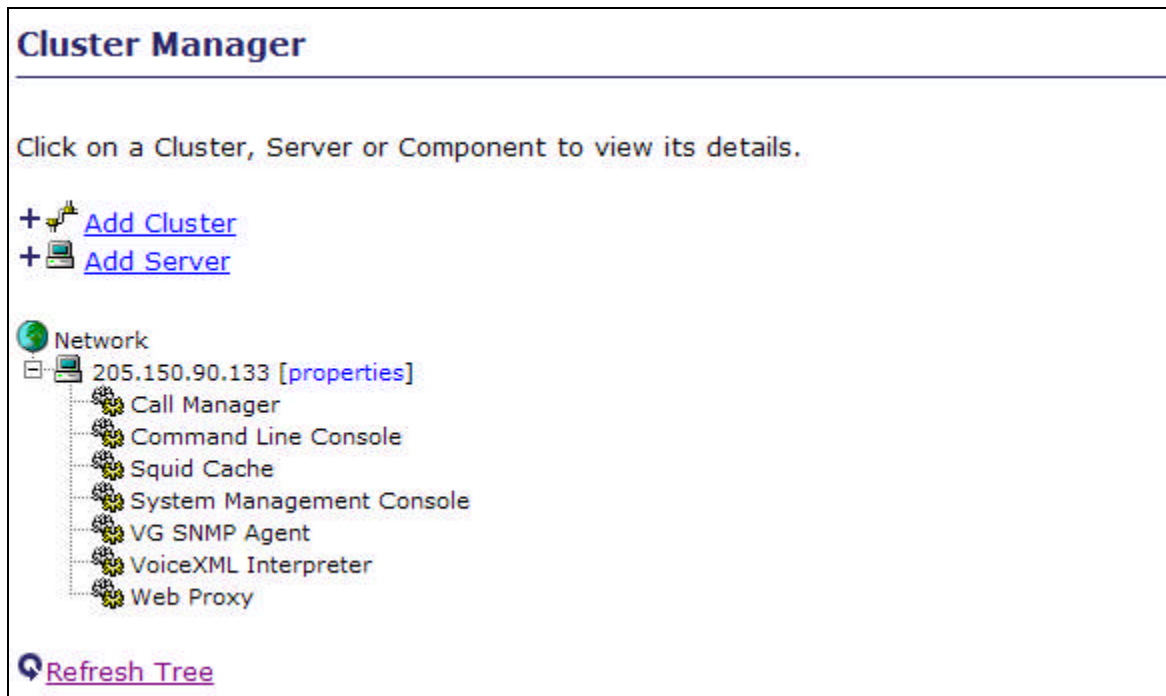 Cluster Manager
Click on a Cluster, Server or Component to view its details.
Add Cluster
Add Server
Network
205.150.90.133 [properties]
Call Manager
Command Line Console
Squid Cache
System Management Console
VG SNMP Agent
VoiceXML Interpreter
Web Proxy
Refresh Tree